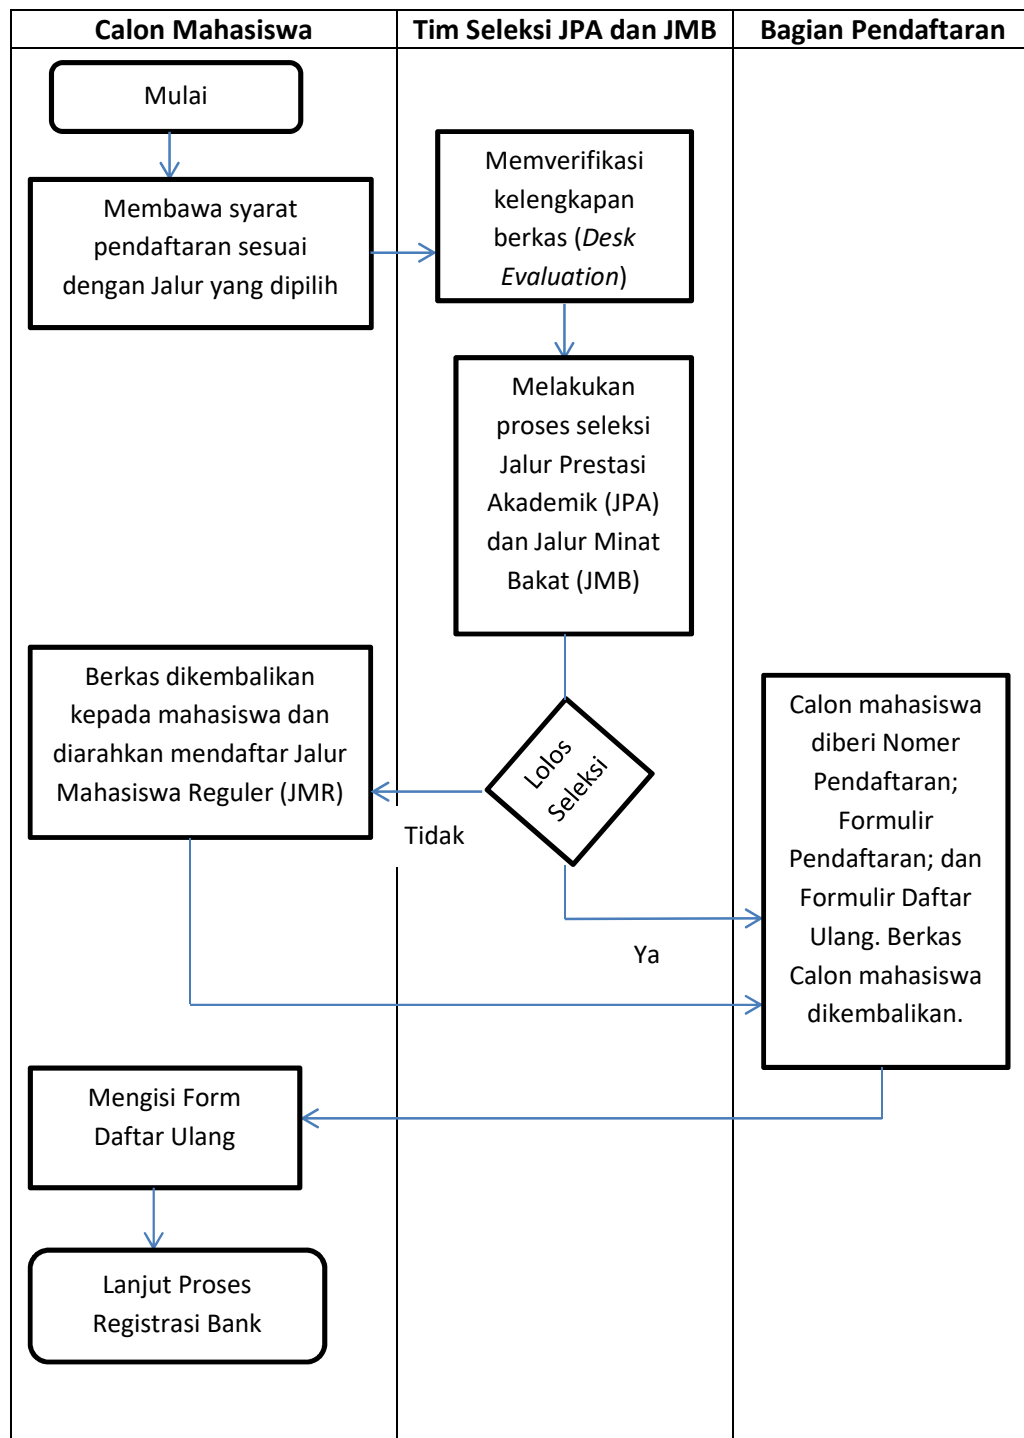 Calon Mahasiswa
Tim Seleksi JPA dan JMB
Bagian Pendaftaran
Mulai
Membawa syarat
pendaftaran sesuai
dengan Jalur yang dipilih
Memverifikasi
kelengkapan
berkas (Desk
Evaluation)
Melakukan
proses seleksi
Jalur Prestasi
Akademik (JPA)
dan Jalur Minat
Bakat (JMB)
Lolos
Seleksi
Tidak
Ya
Berkas dikembalikan
kepada mahasiswa dan
diarahkan mendaftar Jalur
Mahasiswa Reguler (JMR)
Calon mahasiswa
diberi Nomer
Pendaftaran;
Formulir
Pendaftaran; dan
Formulir Daftar
Ulang. Berkas
Calon mahasiswa
dikembalikan.
Mengisi Form
Daftar Ulang
Lanjut Proses
Registrasi Bank